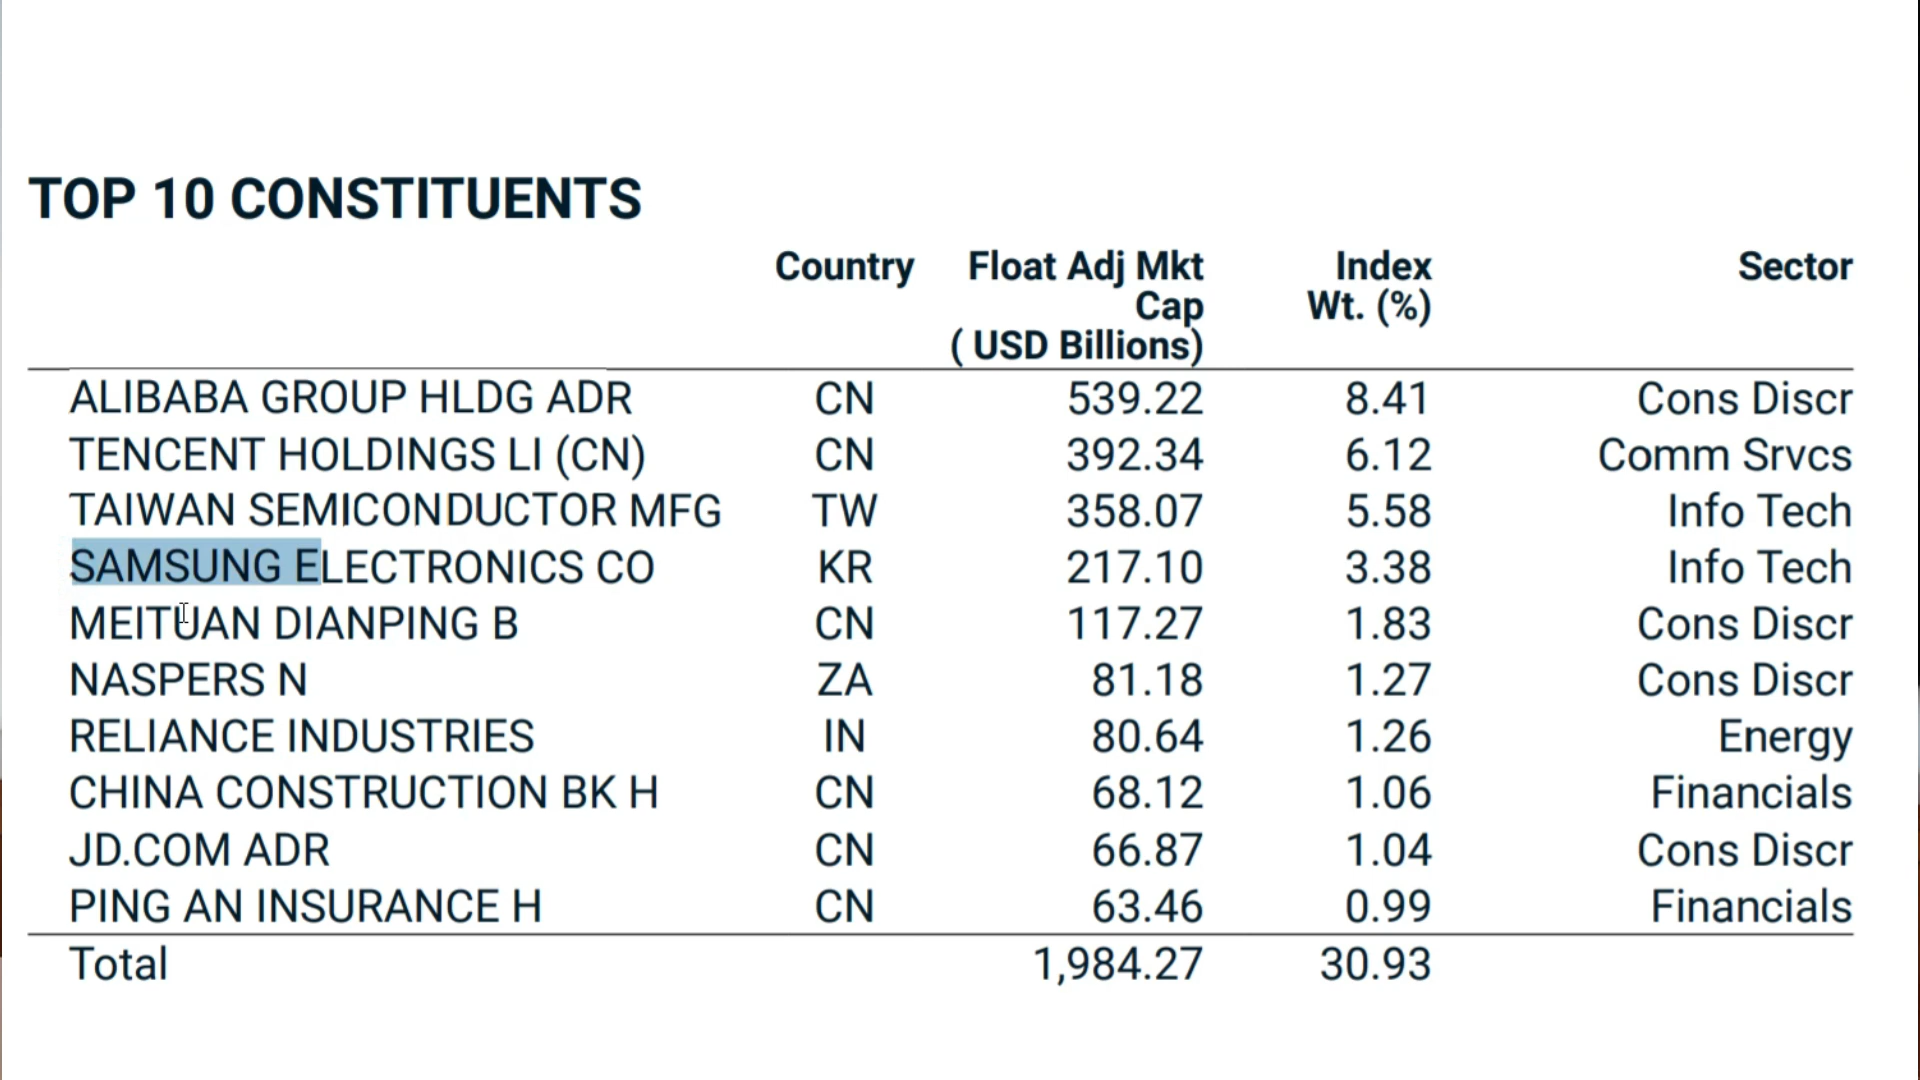 TOP 10 CONSTITUENTS
Country Float Adj Mkt Cap ( USD Billions) Index Wt. (%) Sector
ALIBABA GROUP HLDG ADR CN 539.22 8.41 Cons Discr
TENCENT HOLDINGS LI (CN) CN 392.34 6.12 Comm Srvcs
TAIWAN SEMICONDUCTOR MFG TW 358.07 5.58 Info Tech
SAMSUNG ELECTRONICS CO KR 217.10 3.38 Info Tech
MEITUAN DIANPING B CN 117.27 1.83 Cons Discr
NASPERS N ZA 81.18 1.27 Cons Discr
RELIANCE INDUSTRIES IN 80.64 1.26 Energy
CHINA CONSTRUCTION BK H CN 68.12 1.06 Financials
JD.COM ADR CN 66.87 1.04 Cons Discr
PING AN INSURANCE H CN 63.46 0.99 Financials
Total 1,984.27 30.93